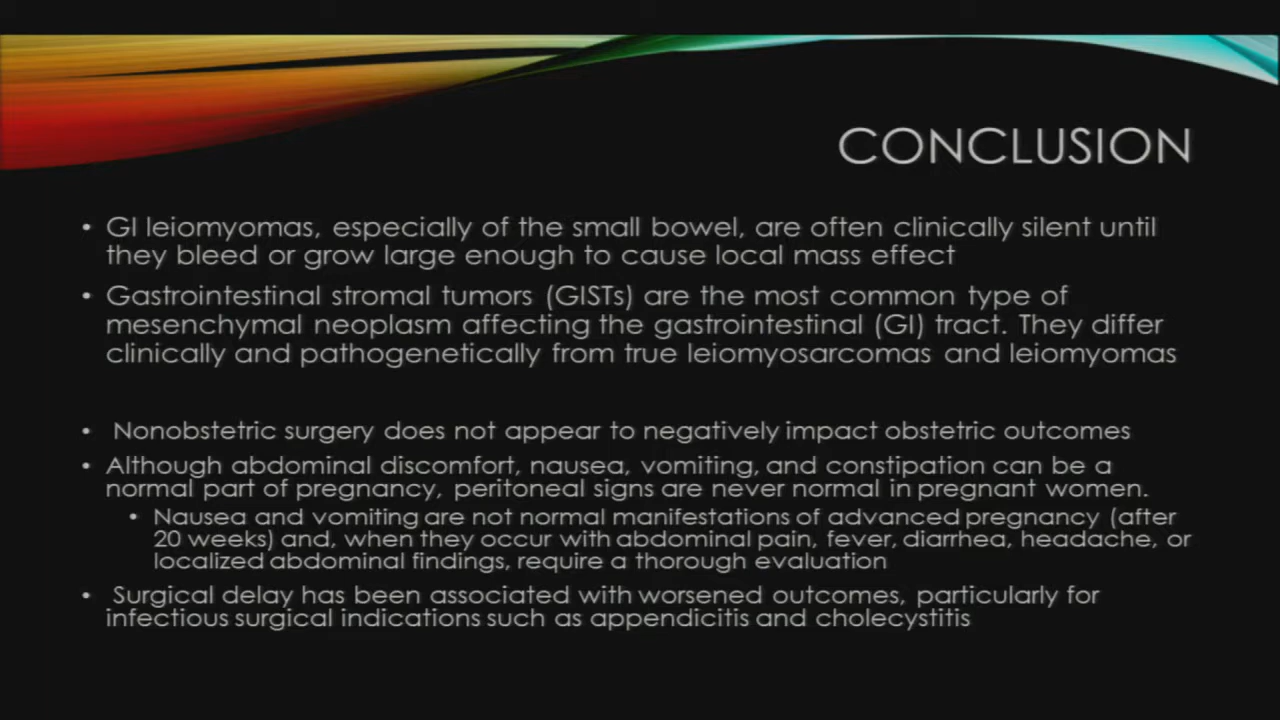 CONCLUSION
• GI leiomyomas, especially of the small bowel, are often clinically silent until
they bleed or grow large enough to cause local mass effect
• Gastrointestinal stromal tumors (GISTs) are the most common type of
mesenchymal neoplasm affecting the gastrointestinal (GI) tract. They differ
clinically and pathogenetically from true leiomyosarcomas and leiomyomas
• Nonobstetric surgery does not appear to negatively impact obstetric outcomes
• Although abdominal discomfort, nausea, vomiting, and constipation can be a
normal part of pregnancy, peritoneal signs are never normal in pregnant women.
• Nausea and vomiting are not normal manifestations of advanced pregnancy (after
20 weeks) and, when they occur with abdominal pain, fever, diarrhea, headache, or
localized abdominal findings, require a thorough evaluation
• Surgical delay has been associated with worsened outcomes, particularly for
infectious surgical indications such as appendicitis and cholecystitis